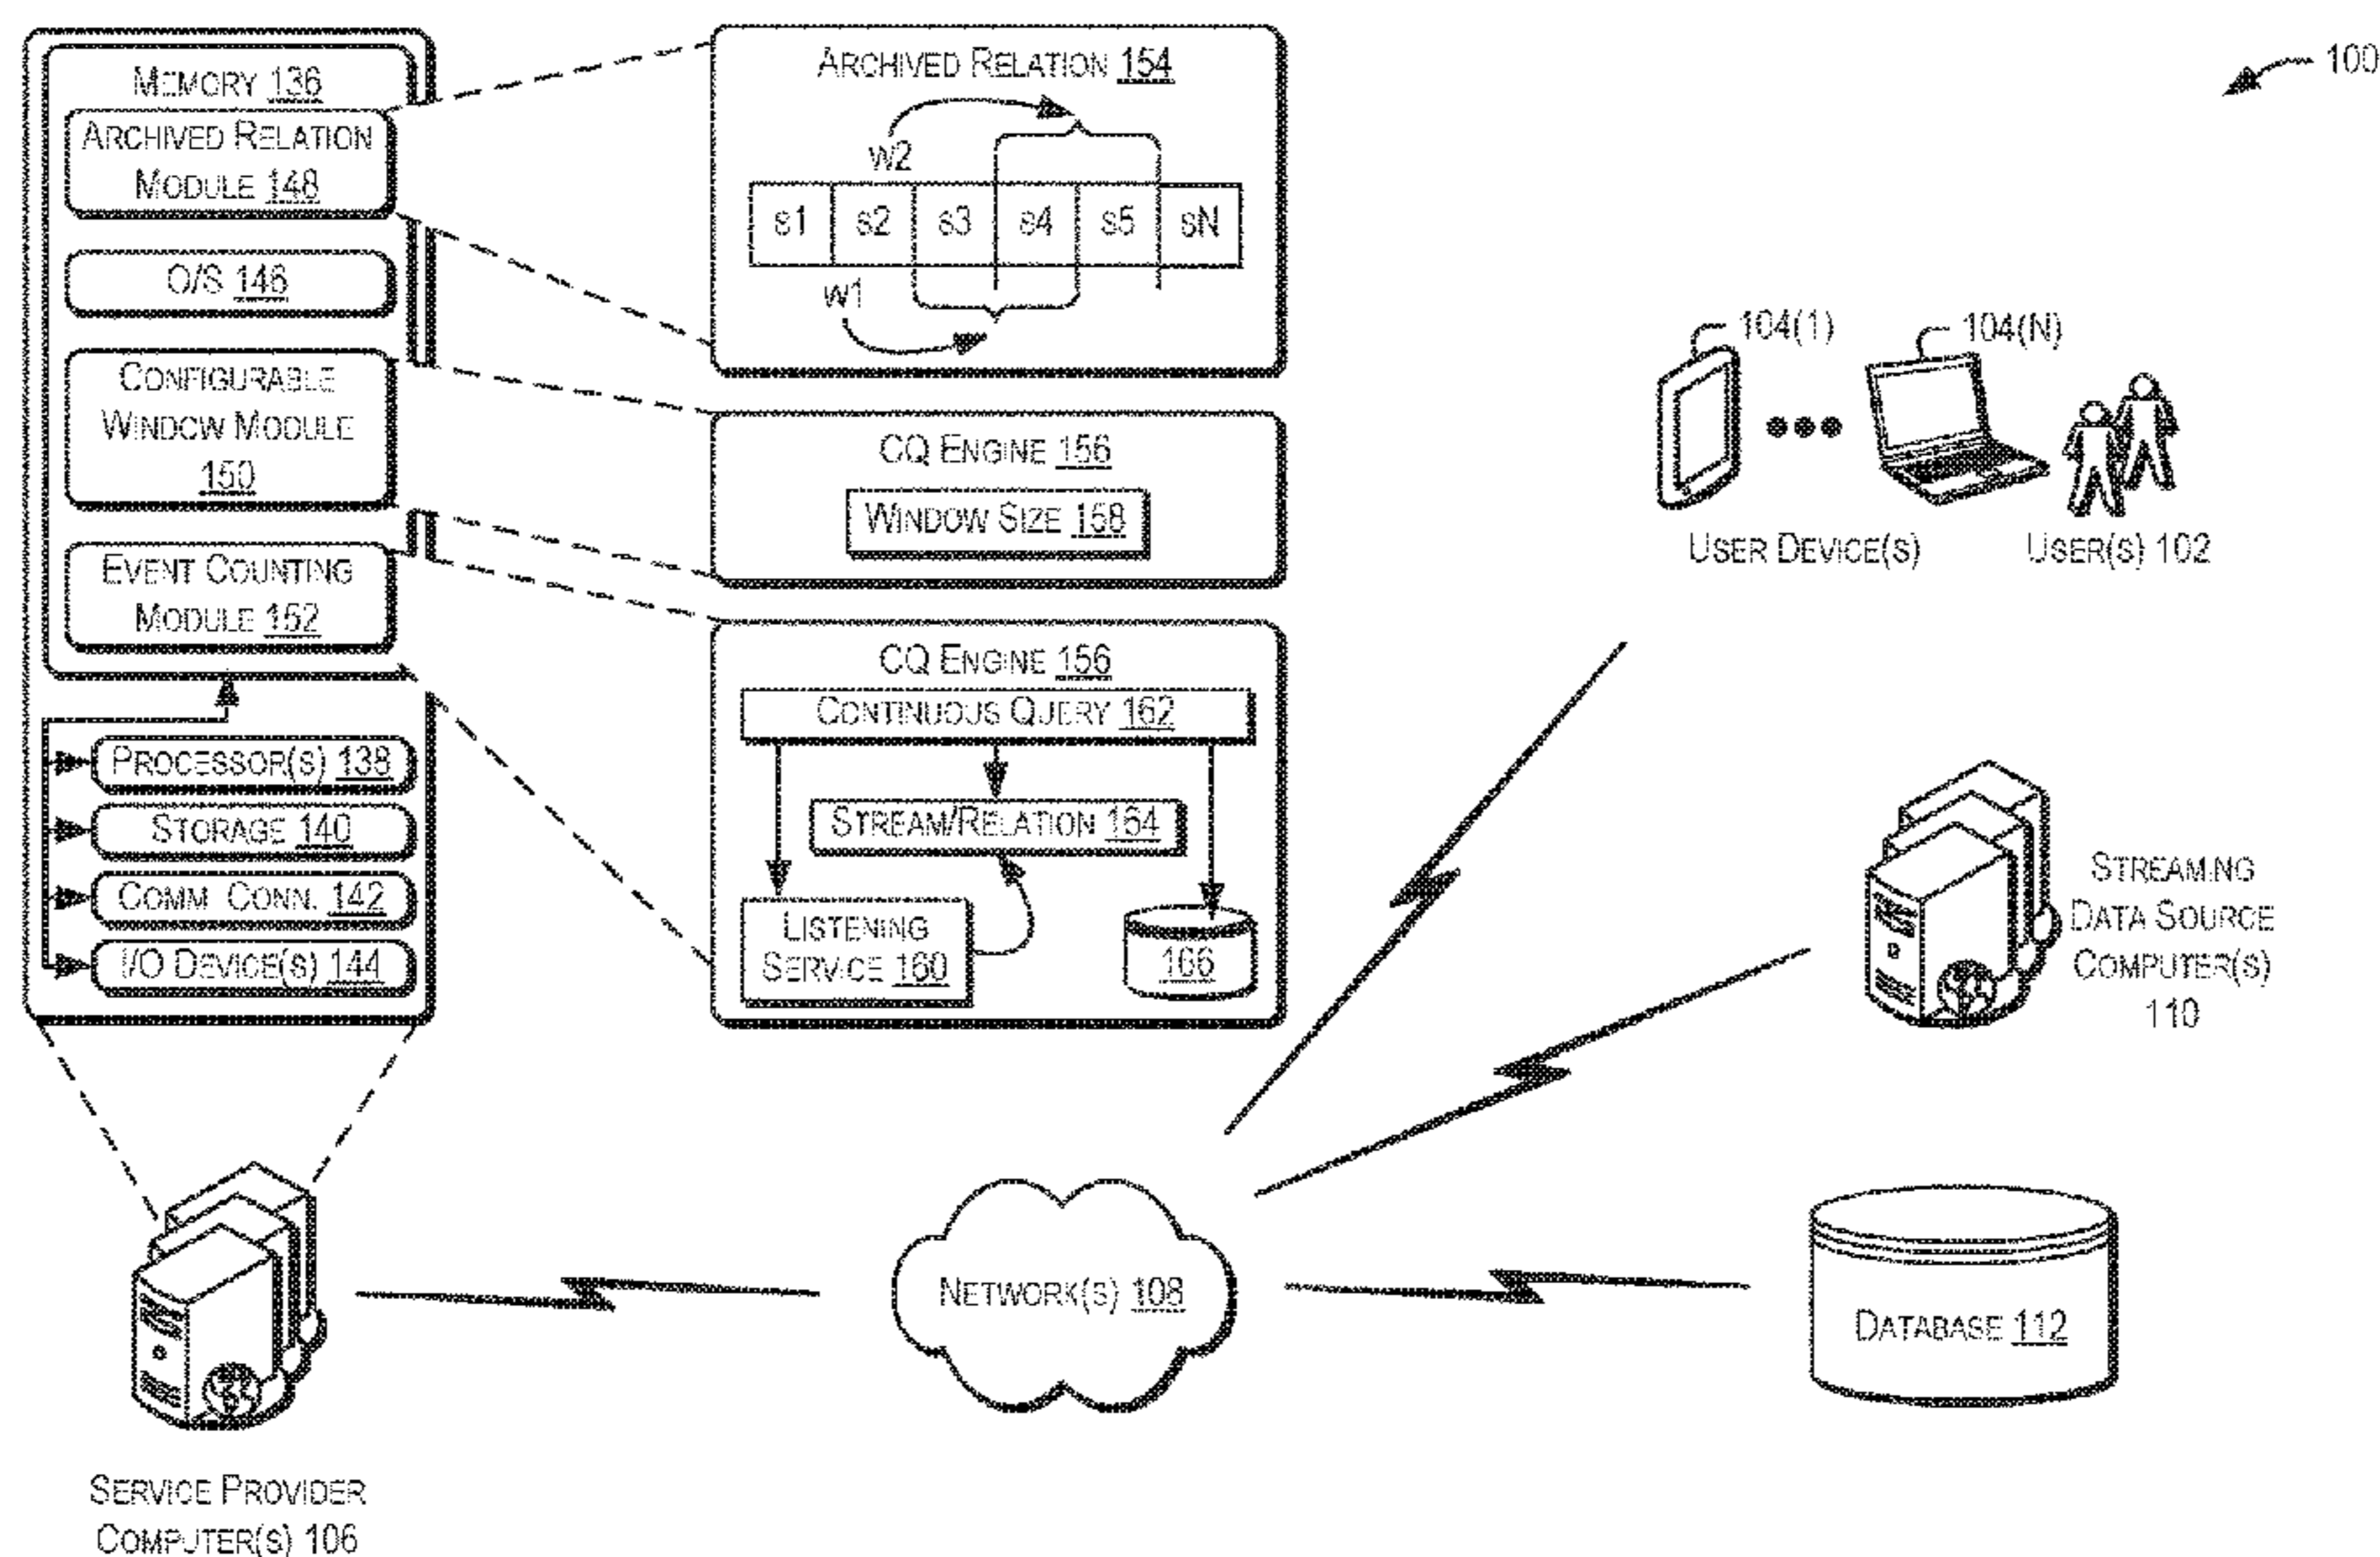 100
MEMORY 136
ARCHIVED RELATION
MODULE 148
O/S 146
CONFIGURABLE
WINDOW MODULE
150
EVENT COUNTING
MODULE 152
PROCESSOR(S) 138
STORAGE 140
COMM. CONN. 142
I/O DEVICE(S) 144
SERVICE PROVIDER
COMPUTER(S) 106
ARCHIVED RELATION 154
w2
s1 s2 s3 s4 s5 sN
w1
CQ ENGINE 156
WINDOW SIZE 158
CQ ENGINE 156
CONTINUOUS QUERY 162
STREAM/RELATION 164
LISTENING
SERVICE 160
166
NETWORK(S) 108
104(1)
104(N)
USER DEVICE(S)
USER(S) 102
STREAMING
DATA SOURCE
COMPUTER(S)
110
DATABASE 112